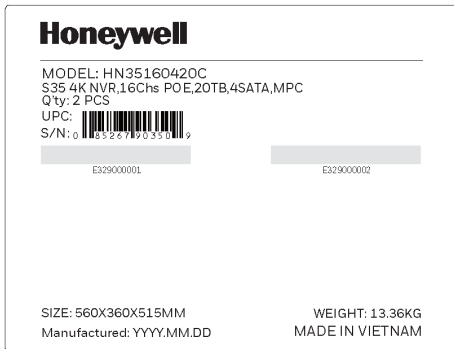 Honeywell
MODEL: HN35160420C
S35 4K NVR,16Chs POE,20TB,4SATA,MPC
Q'ty: 2 PCS
UPC:
S/N: 0 85267 90350 9
E329000001 E329000002
SIZE: 560X360X515MM WEIGHT: 13.36KG
Manufactured: YYYY.MM.DD MADE IN VIETNAM